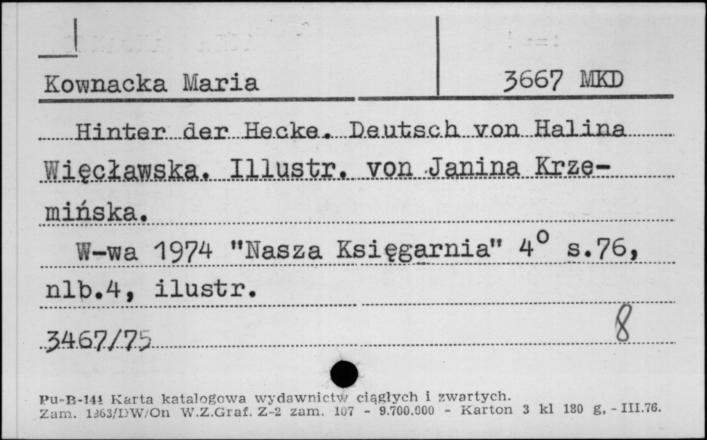 Kownacka Maria 3667 MKD
Hinter der Hecke. Deutsch von Halina
Więcławska. Illustr. von Janina Krze-
mińska.
W-wa 1974 "Nasza Księgarnia" 4° s.76,
nlb.4, ilustr.
3467/75 8
Pu-B-144 Karta katalogowa wydawnictw ciągłych i zwartych.
Zam. 1363/DW/On W.Z.Graf. Z-2 zam. 107 - 9.700.000 - Karton 3 kl 180 g, - III.76.